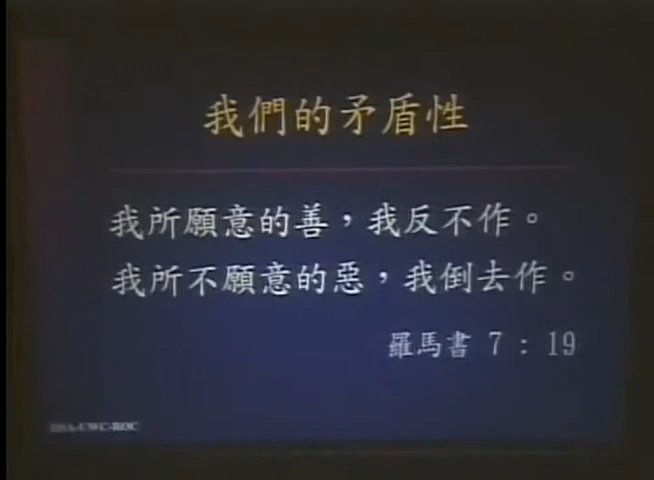 我們的矛盾性
我所願意的善，我反不作。
我所不願意的惡，我倒去作。
羅馬書 7：19